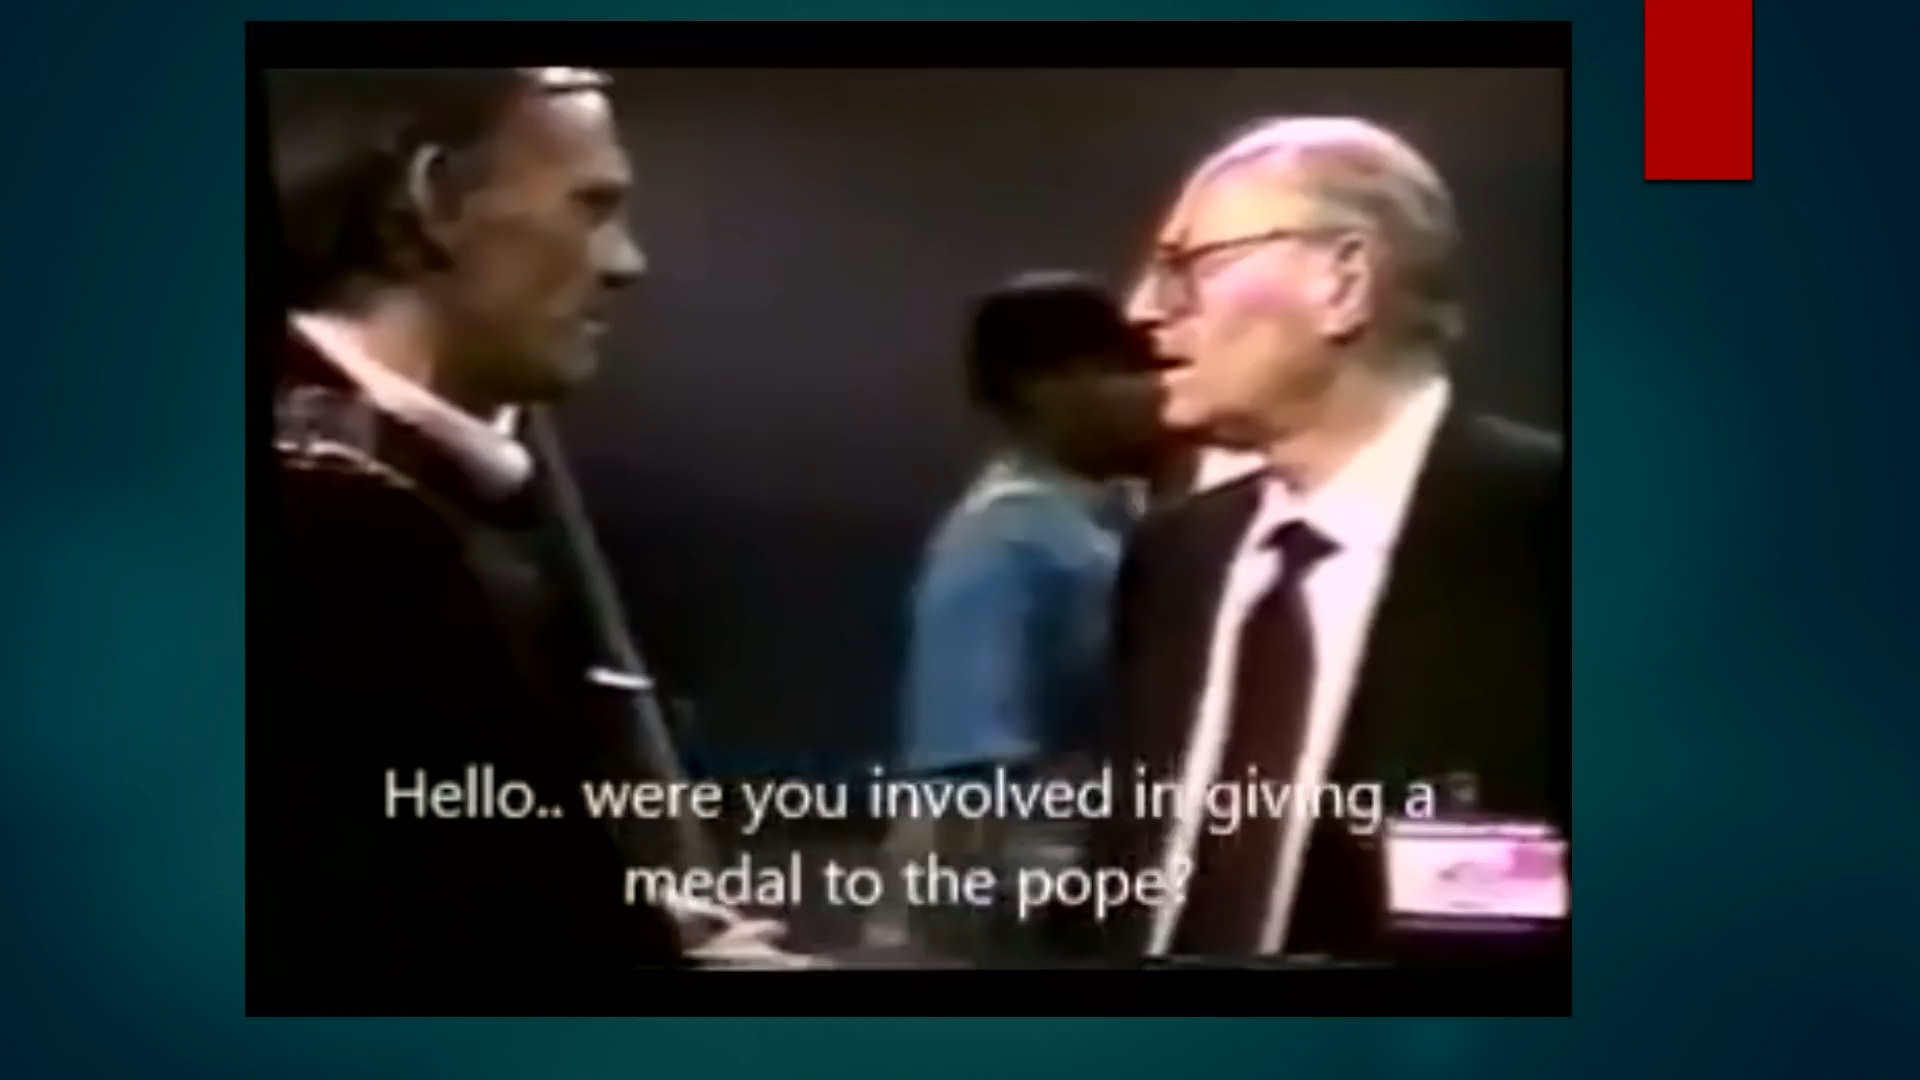 Hello.. were you involved in giving a
medal to the pope?